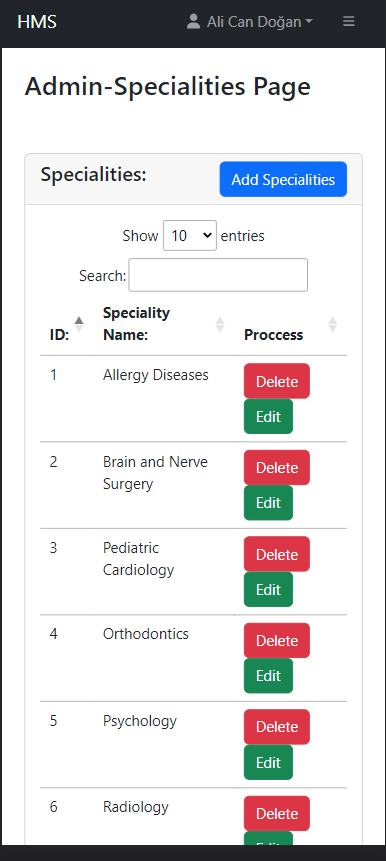 HMS Ali Can Doğan
Admin-Specialities Page
Specialities: Add Specialities
Show 10 entries
Search:
ID: Speciality Name: Proccess
1 Allergy Diseases Delete
Edit
2 Brain and Nerve Delete
Surgery Edit
3 Pediatric Delete
Cardiology Edit
4 Orthodontics Delete
Edit
5 Psychology Delete
Edit
6 Radiology Delete
Edit